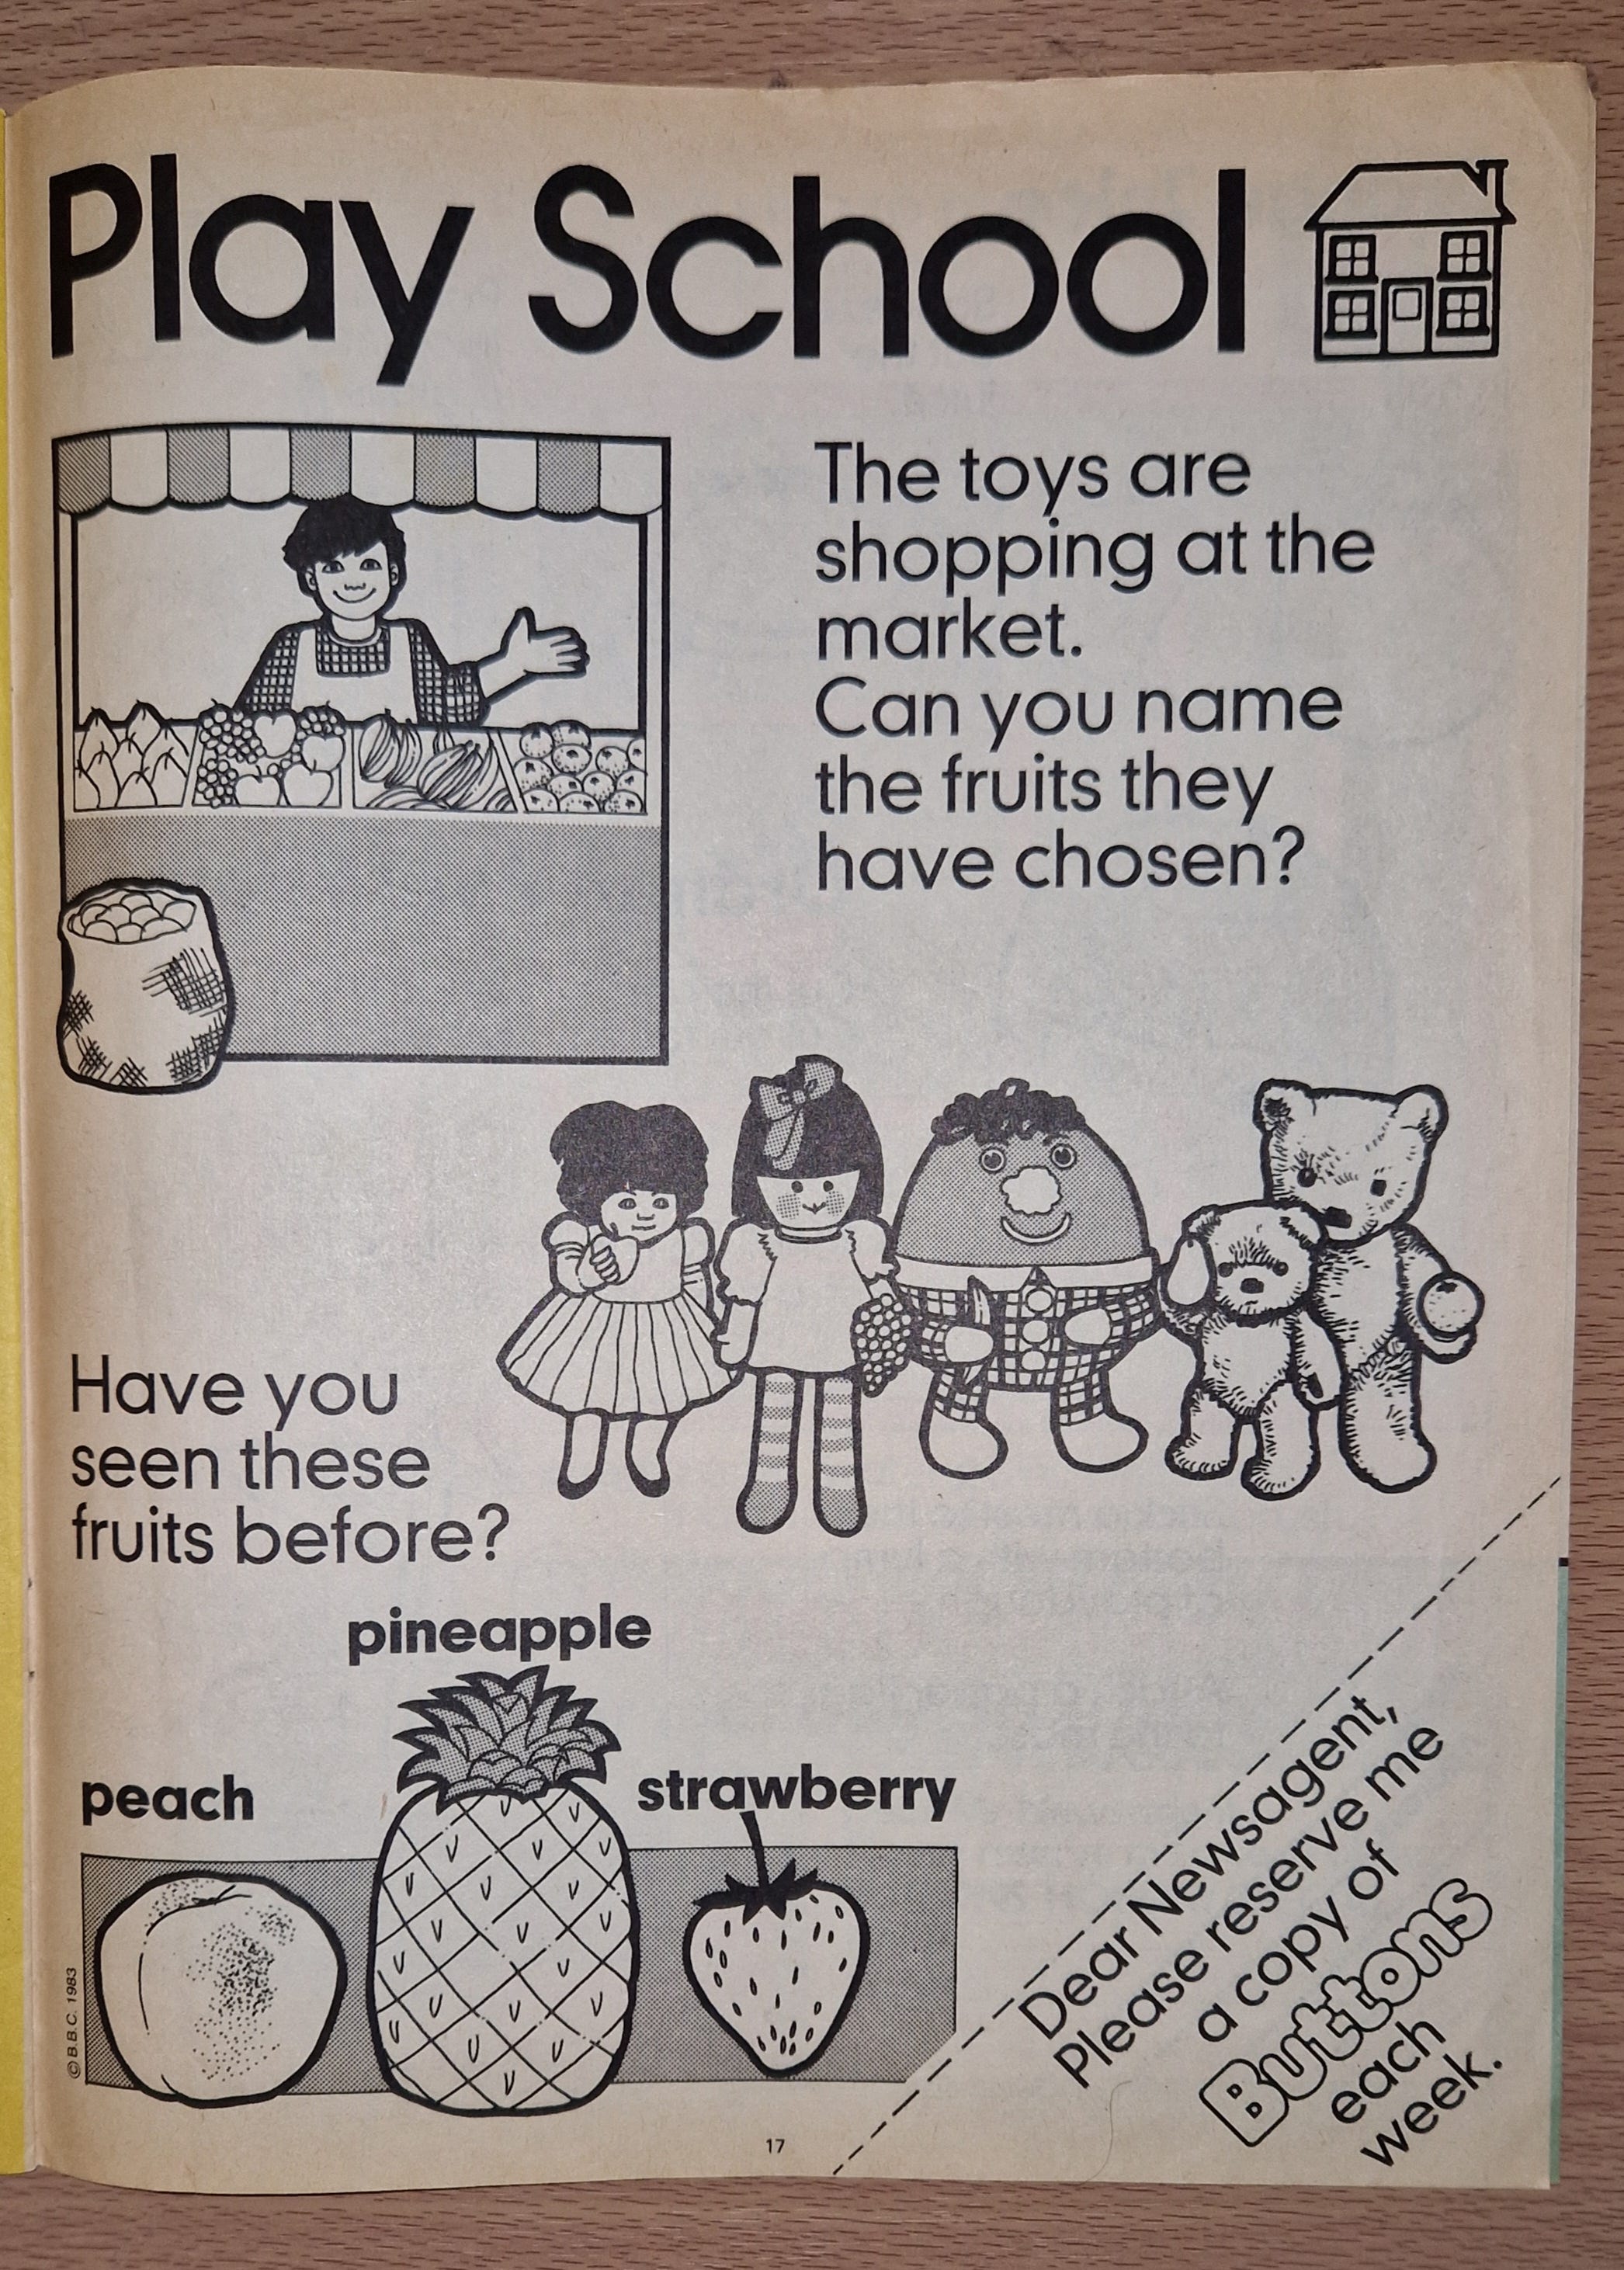 Play School
The toys are
shopping at the
market.
Can you name
the fruits they
have chosen?
Have you
seen these
fruits before?
pineapple
peach
strawberry
© B.B.C. 1983
Dear Newsagent,
Please reserve me
a copy of
Buttons
each
week.
17